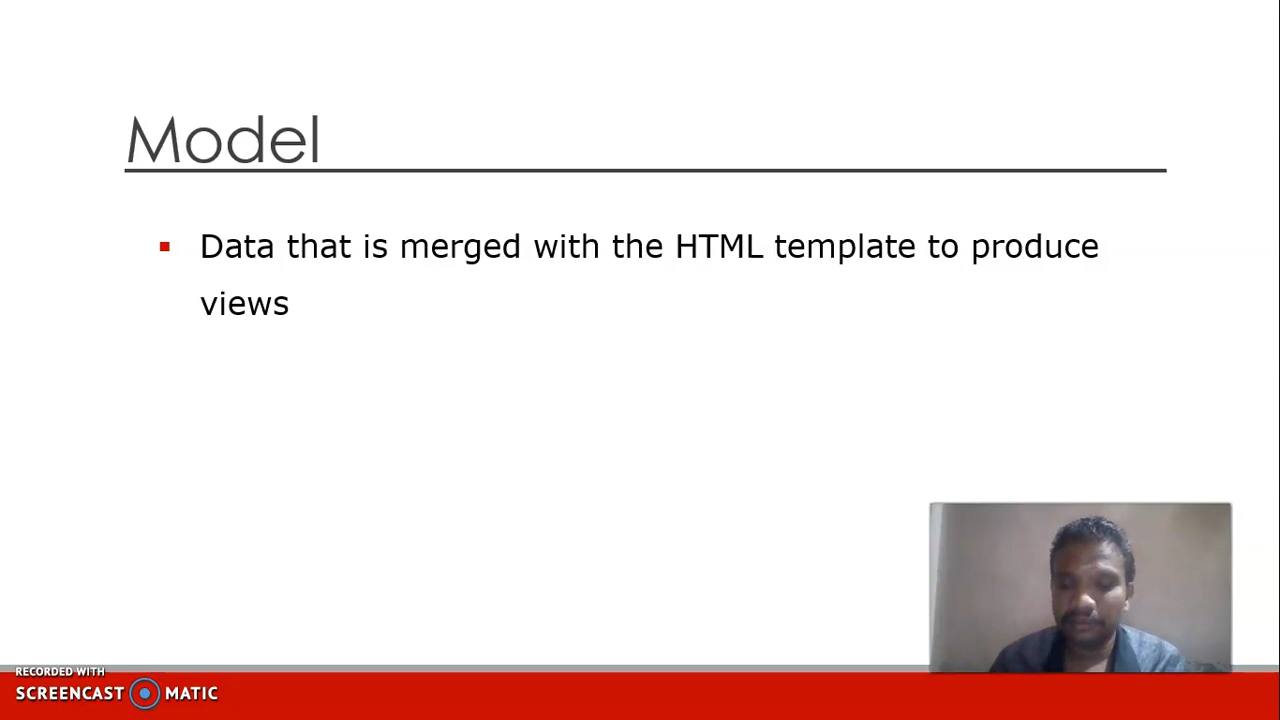 Model
Data that is merged with the HTML template to produce
views
RECORDED WITH
SCREENCAST MATIC